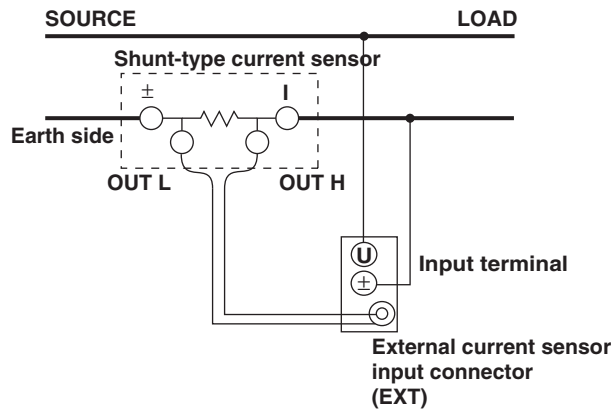 SOURCE
LOAD
Shunt-type current sensor
±
I
Earth side
OUT L
OUT H
U
±
Input terminal
External current sensor
input connector
(EXT)